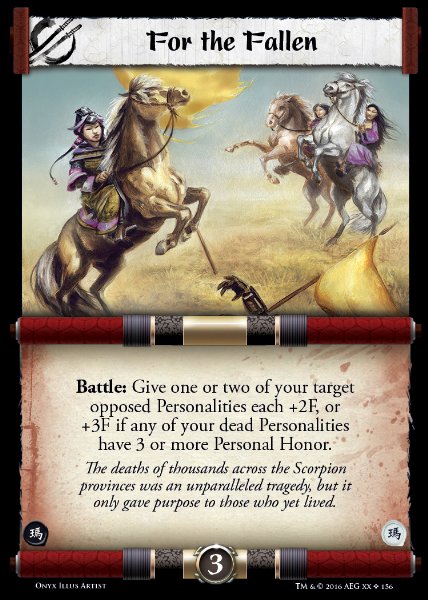 For the Fallen
Battle: Give one or two of your target
opposed Personalities each +2F, or
+3F if any of your dead Personalities
have 3 or more Personal Honor.
The deaths of thousands across the Scorpion
provinces was an unparalleled tragedy, but it
only gave purpose to those who yet lived.
瑪 瑪
3
Onyx Illus Artist TM & © 2016 AEG XX ❖ 156